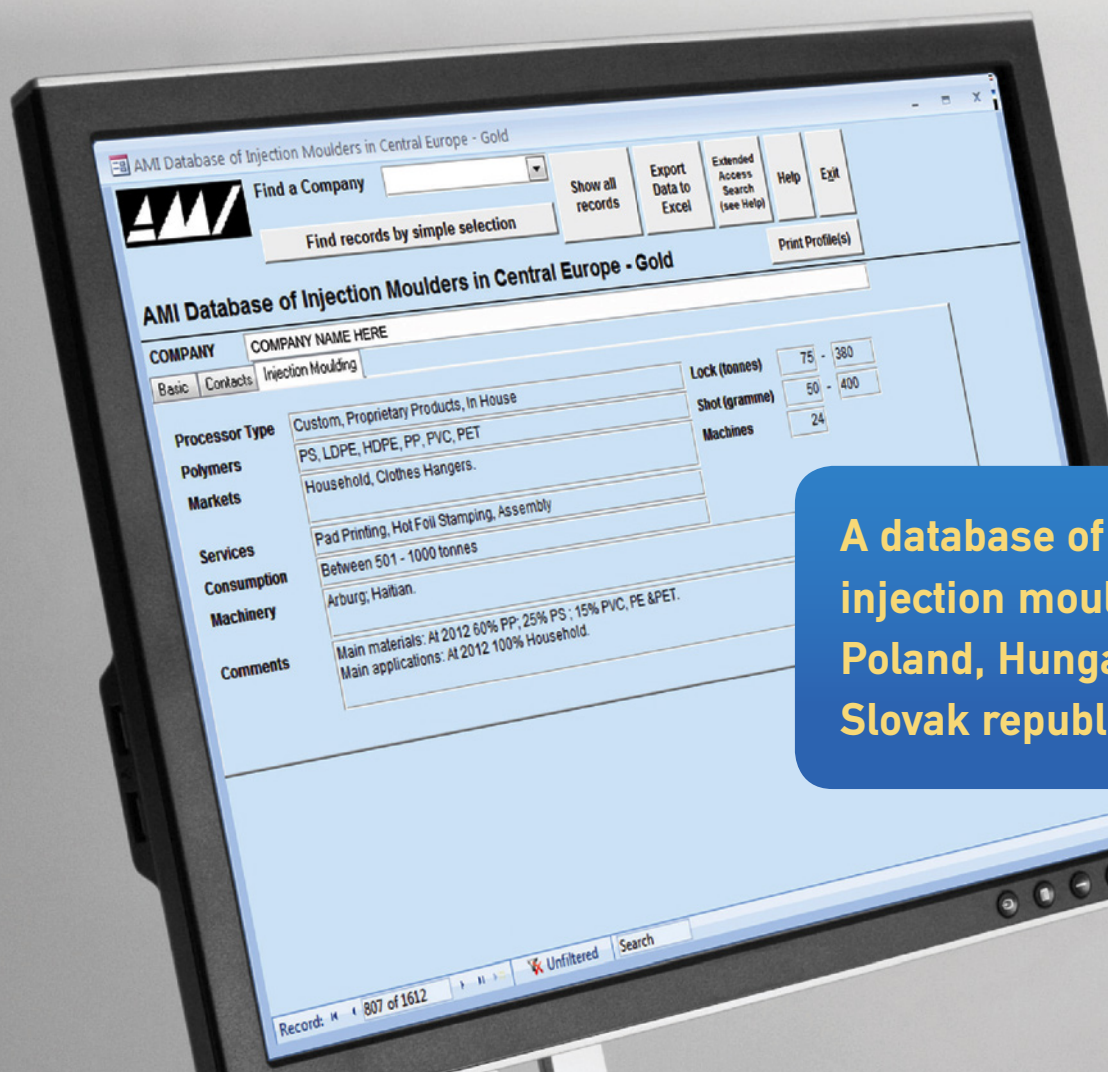 AMI Database of Injection Moulders in Central Europe - Gold
AMI
Find a Company
Find records by simple selection
Show all
records
Export
Data to
Excel
Extended
Access
Search
(see Help)
Help
Exit
Print Profile(s)
AMI Database of Injection Moulders in Central Europe - Gold
COMPANY COMPANY NAME HERE
Basic Contacts Injection Moulding
Processor Type Custom, Proprietary Products, In House
Polymers PS, LDPE, HDPE, PP, PVC, PET
Markets Household, Clothes Hangers.
Services Pad Printing, Hot Foil Stamping, Assembly
Consumption Between 501 - 1000 tonnes
Machinery Arburg; Haitian.
Comments Main materials: At 2012 60% PP; 25% PS ; 15% PVC, PE &PET.
Main applications: At 2012 100% Household.
Lock (tonnes) 75 - 380
Shot (gramme) 50 - 400
Machines 24
A database of
injection moul
Poland, Hunga
Slovak republ
Record: 807 of 1612 Unfiltered Search